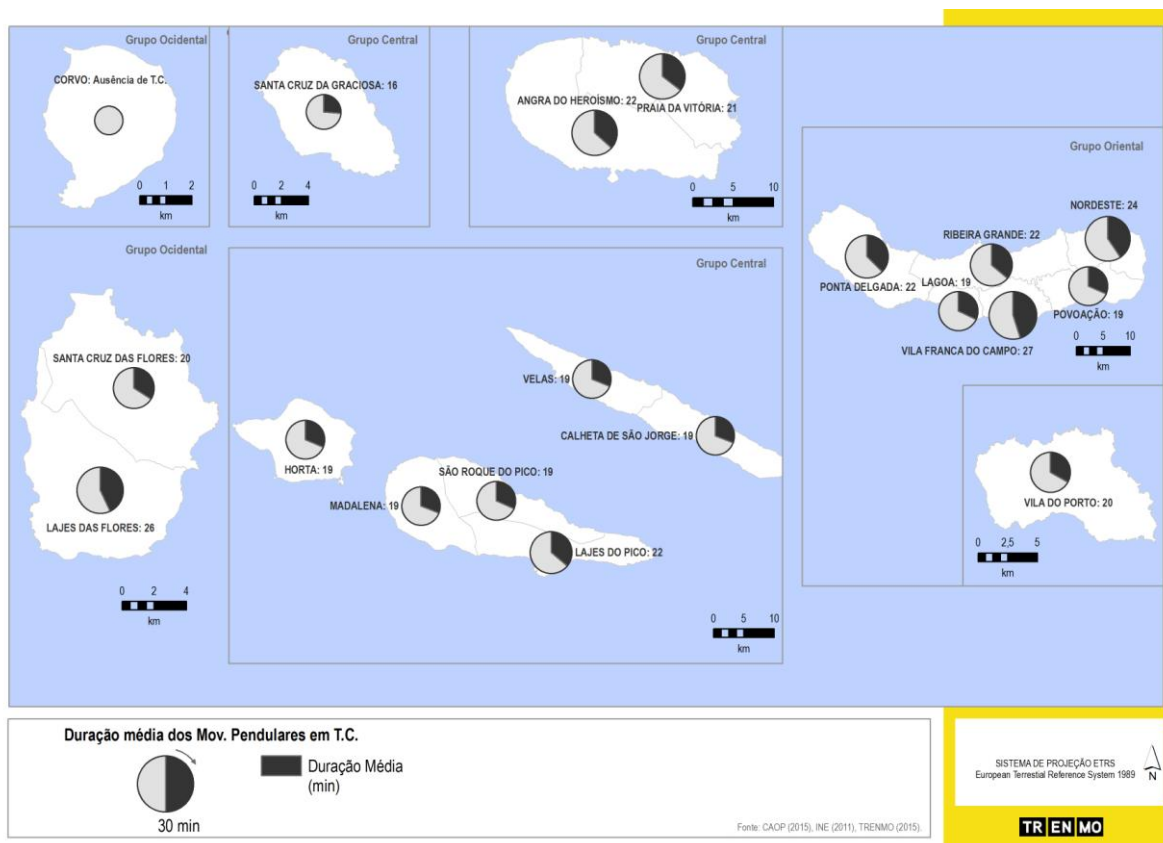 Grupo Ocidental
CORVO: Ausência de T.C.
0 1 2
km
Grupo Central
SANTA CRUZ DA GRACIOSA: 16
0 2 4
km
Grupo Central
ANGRA DO HEROÍSMO: 22
PRAIA DA VITÓRIA: 21
0 5 10
km
Grupo Oriental
NORDESTE: 24
RIBEIRA GRANDE: 22
PONTA DELGADA: 22
LAGOA: 19
POVOAÇÃO: 19
VILA FRANCA DO CAMPO: 27
0 5 10
km
Grupo Ocidental
SANTA CRUZ DAS FLORES: 20
LAJES DAS FLORES: 26
0 2 4
km
Grupo Central
VELAS: 19
CALHETA DE SÃO JORGE: 19
HORTA: 19
SÃO ROQUE DO PICO: 19
MADALENA: 19
LAJES DO PICO: 22
0 5 10
km
VILA DO PORTO: 20
0 2,5 5
km
Duração média dos Mov. Pendulares em T.C.
30 min
Duração Média
(min)
Fonte: CAOP (2015), INE (2011), TRENMO (2015).
SISTEMA DE PROJEÇÃO ETRS
European Terrestial Reference System 1989
N
TRENMO